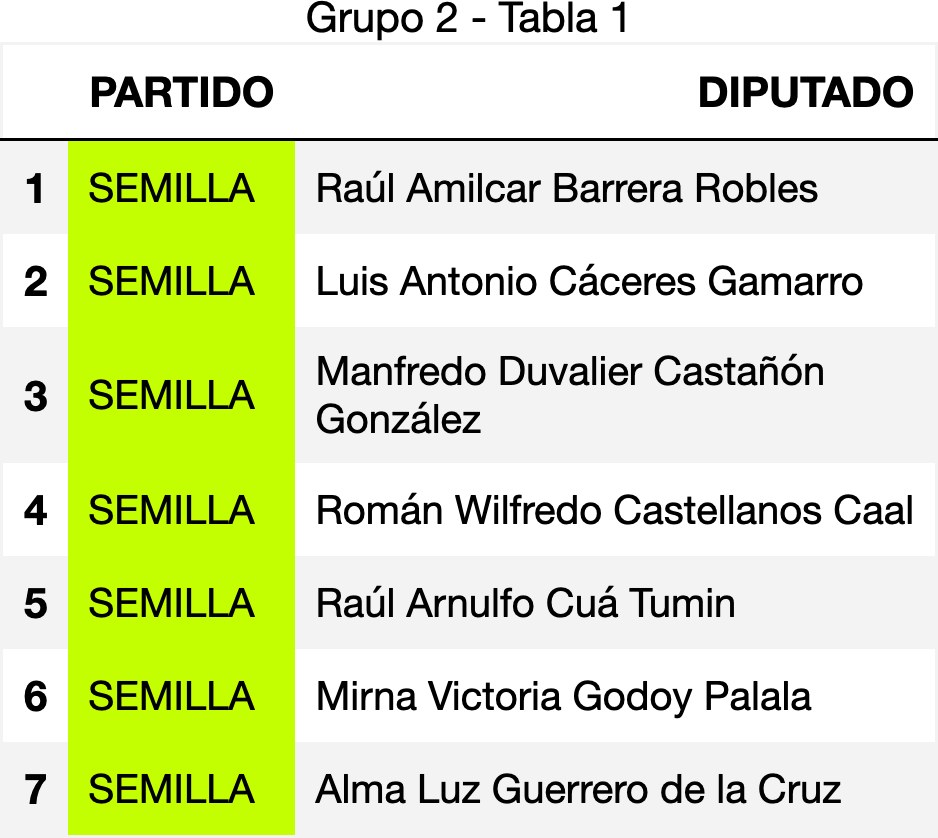 Grupo 2 - Tabla 1
PARTIDO DIPUTADO
1 SEMILLA Raúl Amilcar Barrera Robles
2 SEMILLA Luis Antonio Cáceres Gamarro
3 SEMILLA Manfredo Duvalier Castañón
González
4 SEMILLA Román Wilfredo Castellanos Caal
5 SEMILLA Raúl Arnulfo Cuá Tumin
6 SEMILLA Mirna Victoria Godoy Palala
7 SEMILLA Alma Luz Guerrero de la Cruz